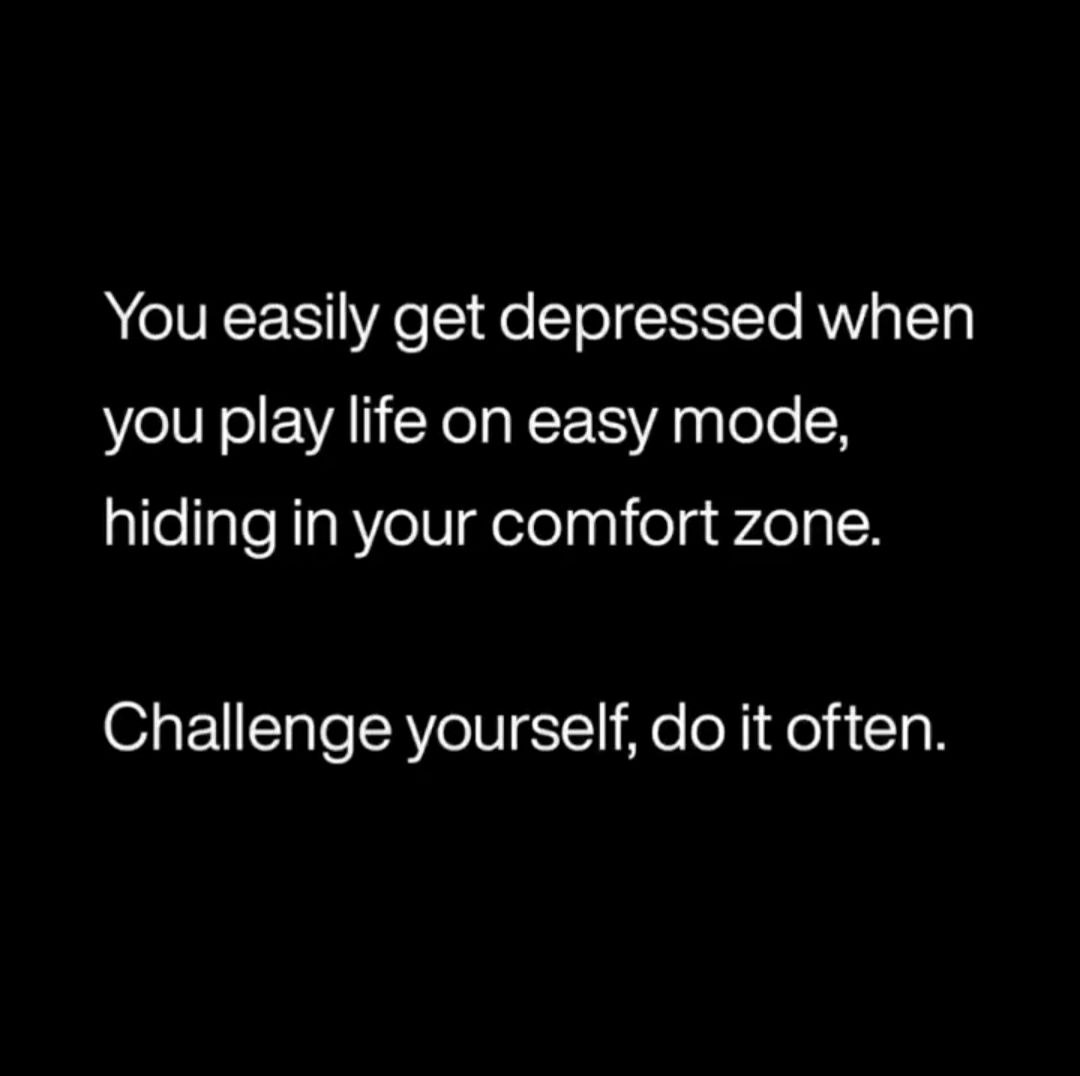 You easily get depressed when
you play life on easy mode,
hiding in your comfort zone.
Challenge yourself, do it often.